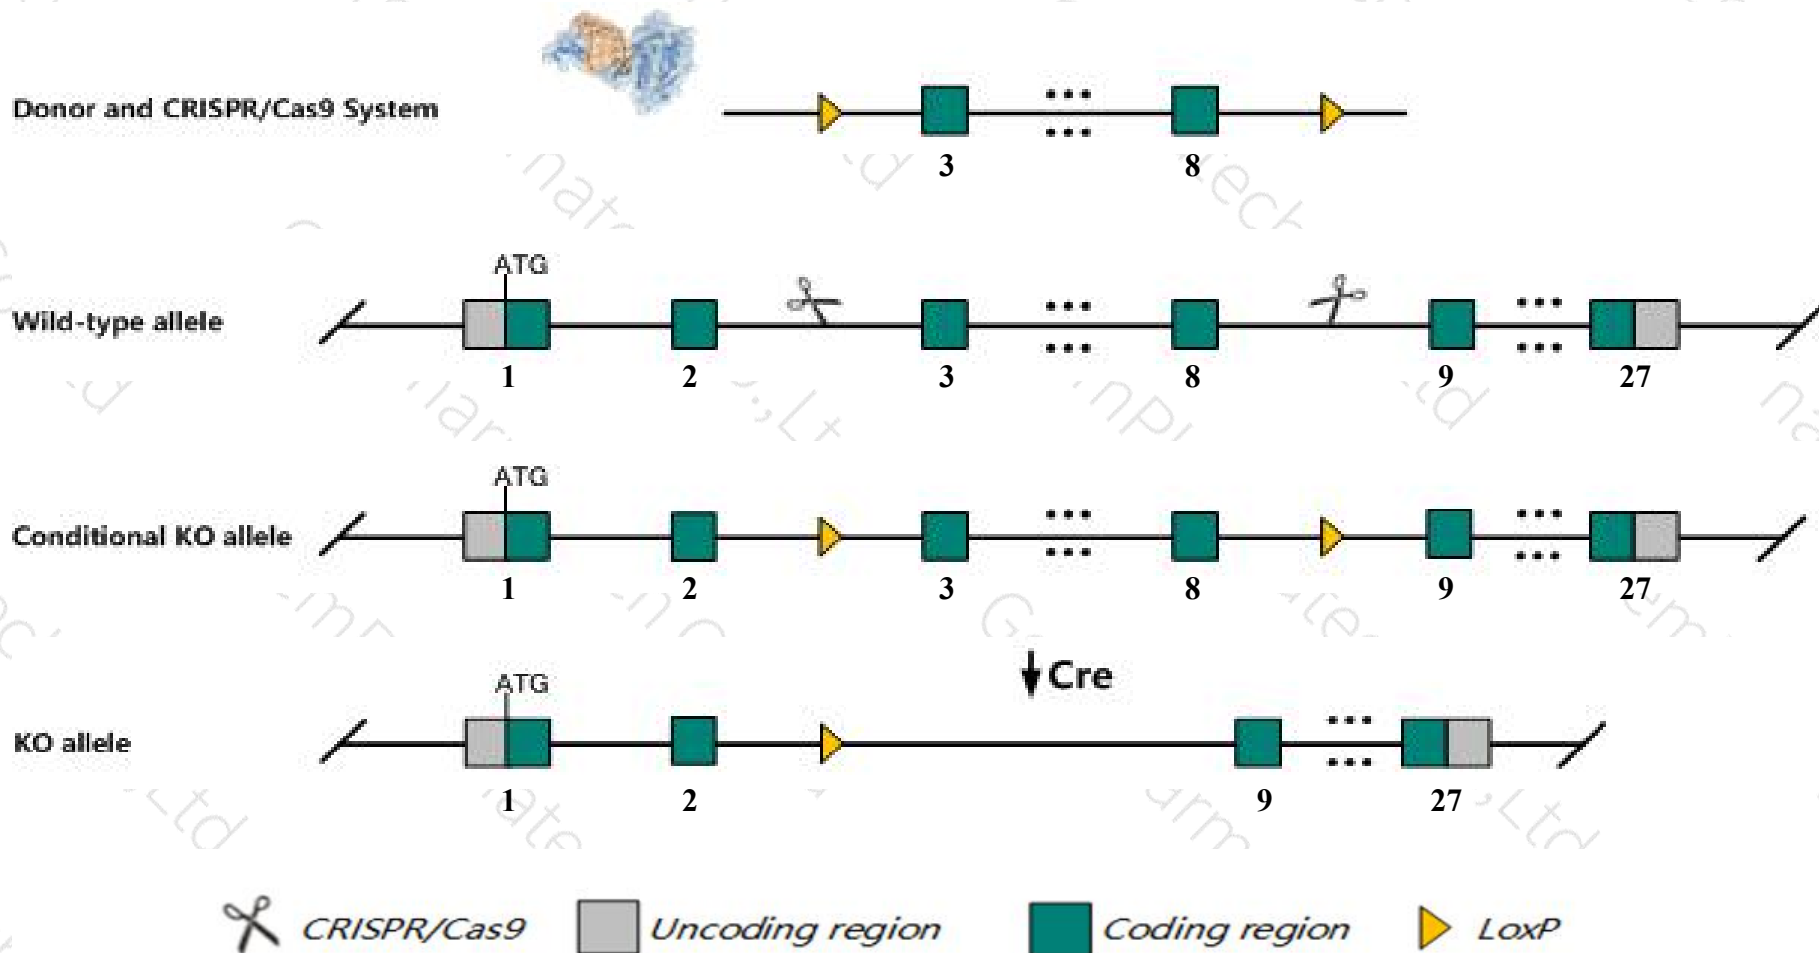 Donor and CRISPR/Cas9 System
3 8
ATG
Wild-type allele
1 2 3 8 9 27
ATG
Conditional KO allele
1 2 3 8 9 27
Cre
ATG
KO allele
1 2 9 27
CRISPR/Cas9 Uncoding region Coding region LoxP